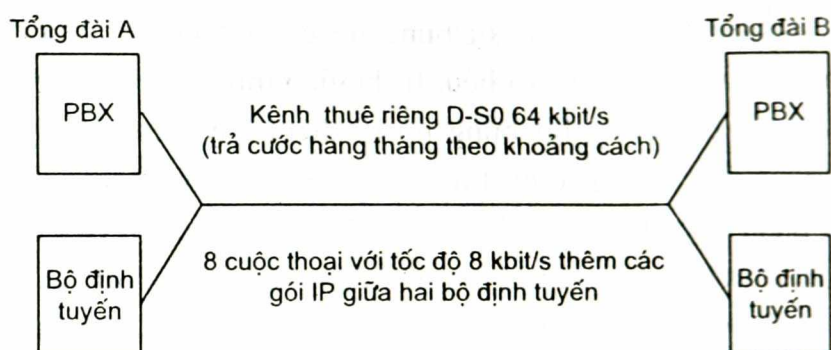 Tổng đài A
Tổng đài B
PBX
PBX
Kênh thuê riêng D-S0 64 kbit/s
(trả cước hàng tháng theo khoảng cách)
Bộ định
tuyến
8 cuộc thoại với tốc độ 8 kbit/s thêm các
gói IP giữa hai bộ định tuyến
Bộ định
tuyến